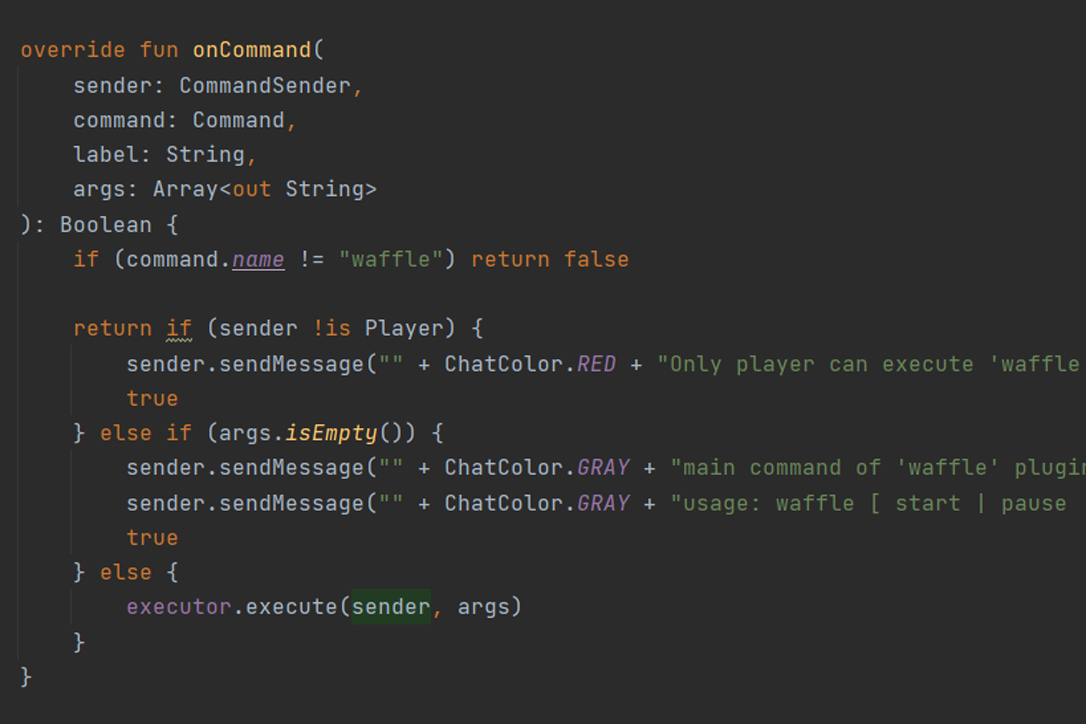 override fun onCommand(
    sender: CommandSender,
    command: Command,
    label: String,
    args: Array<out String>
): Boolean {
    if (command.name != "waffle") return false
    return if (sender !is Player) {
        sender.sendMessage("" + ChatColor.RED + "Only player can execute 'waffle
        true
    } else if (args.isEmpty()) {
        sender.sendMessage("" + ChatColor.GRAY + "main command of 'waffle' plugin
        sender.sendMessage("" + ChatColor.GRAY + "usage: waffle [ start | pause
        true
    } else {
        executor.execute(sender, args)
    }
}